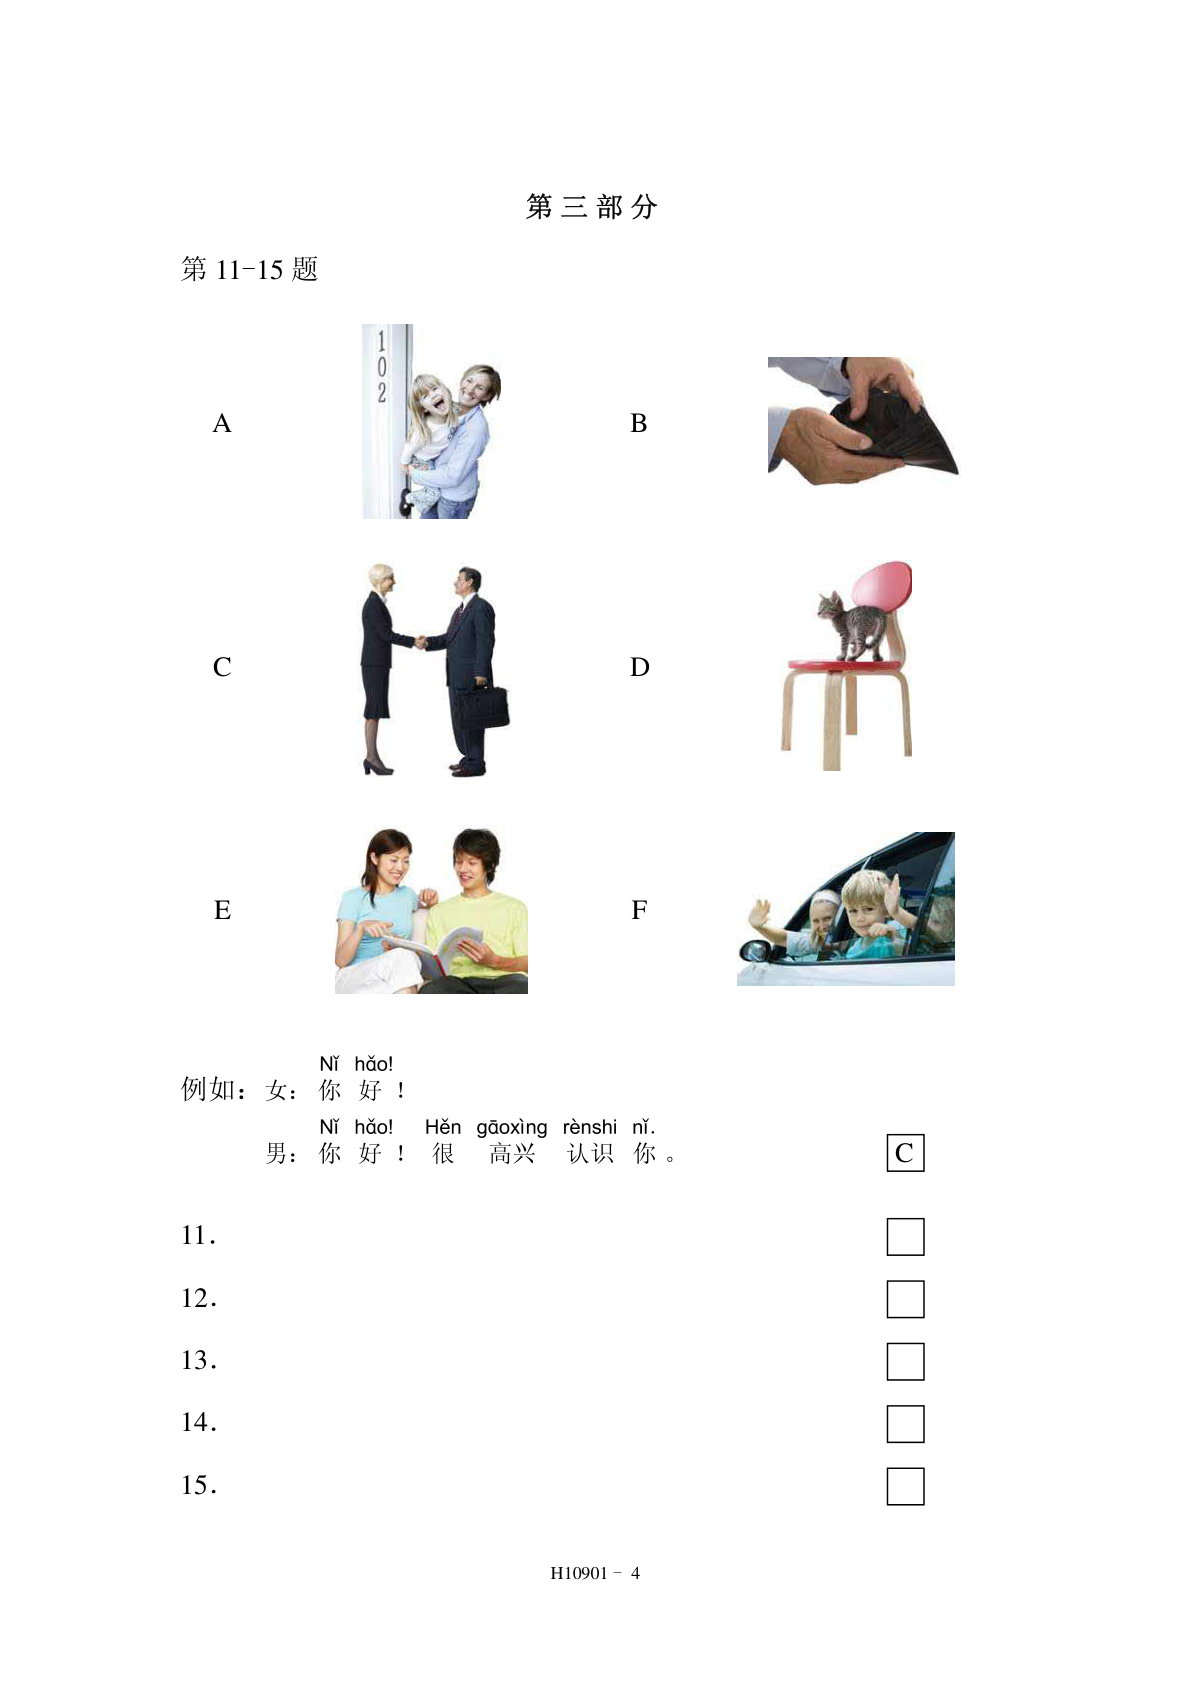 第三部分
第 11-15 题
1
0
2
A
B
C
D
E
F
Nǐ hǎo!
例如：女：你 好 ！
Nǐ hǎo! Hěn gāoxìng rènshi nǐ.
男：你 好 ！ 很 高兴 认识 你 。
C
11．
12．
13．
14．
15．
H10901﹣ 4